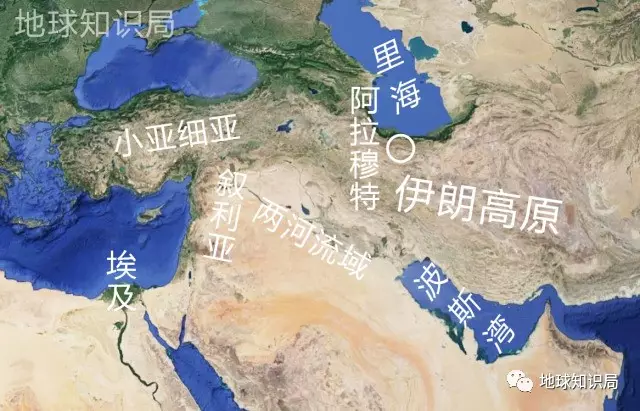 地球知识局
里海
阿拉穆特
小亚细亚
叙利亚
两河流域
伊朗高原
埃及
波斯湾
地球知识局